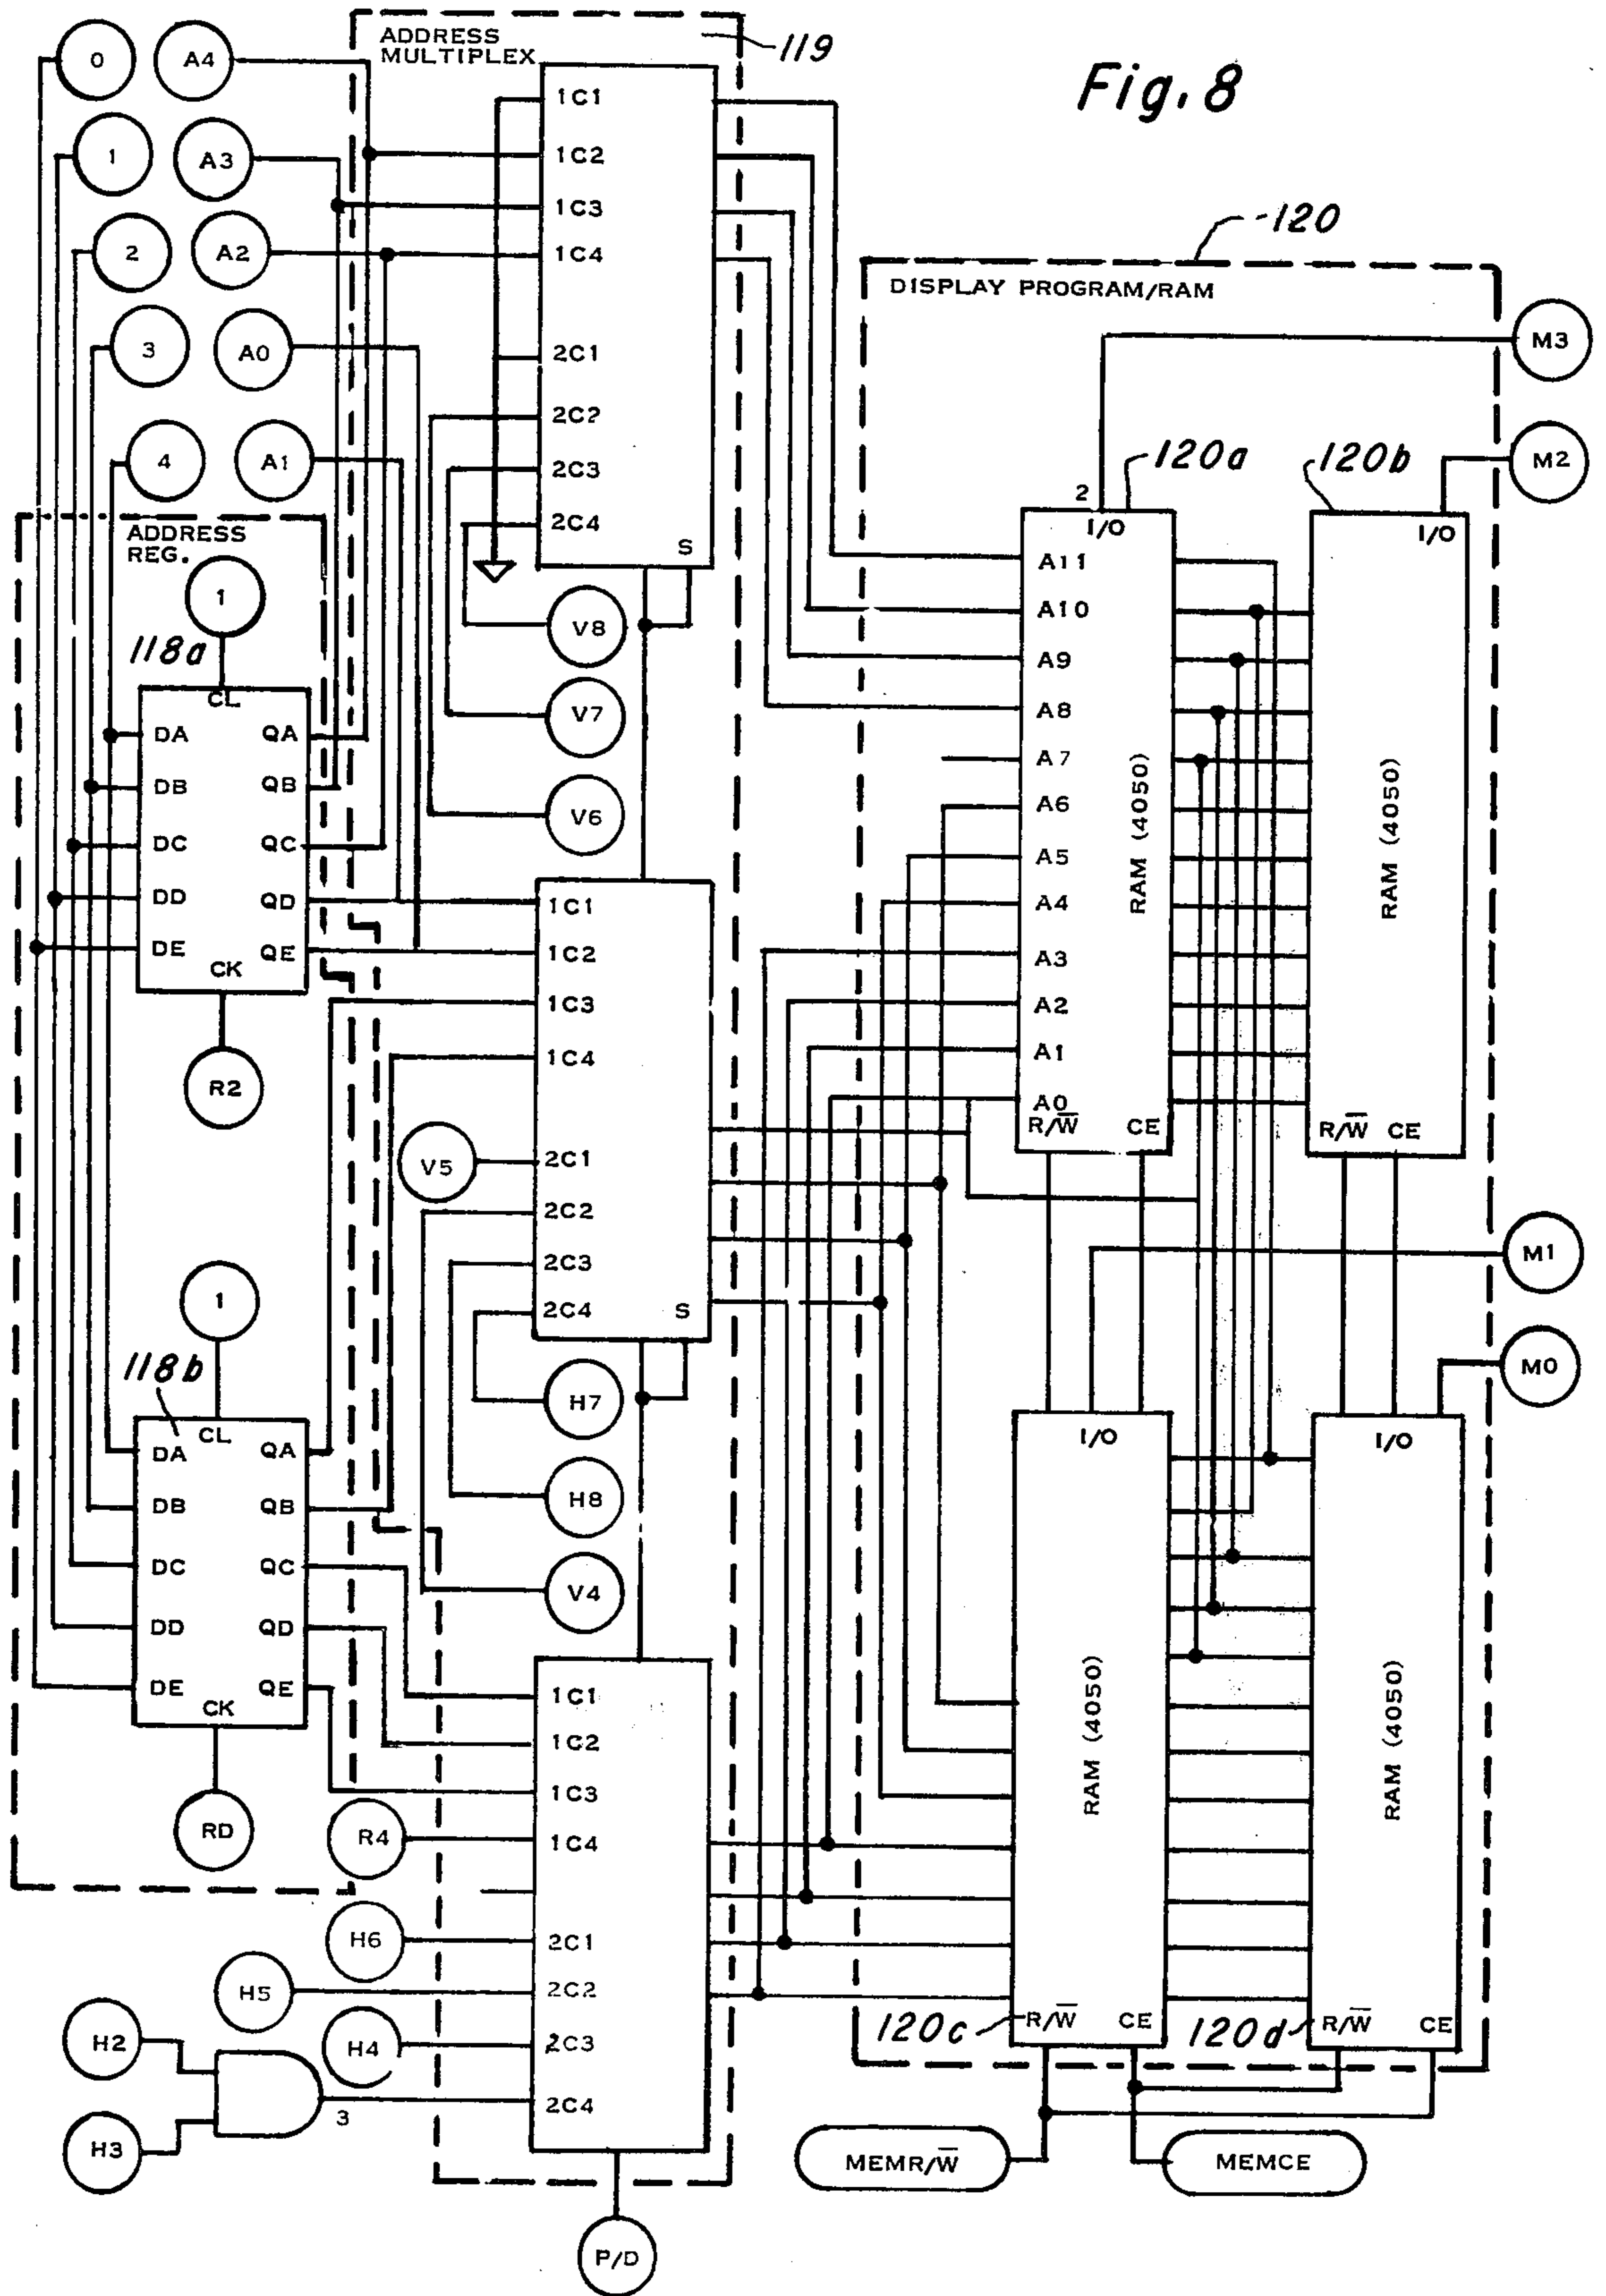 Fig. 8
ADDRESS
MULTIPLEX
119
0
A4
1
A3
2
A2
3
A0
4
A1
1C1
1C2
1C3
1C4
2C1
2C2
2C3
2C4
S
V8
V7
V6
ADDRESS
REG.
1
118a
CL
DA
QA
DB
QB
DC
QC
DD
QD
DE
QE
CK
R2
1C1
1C2
1C3
1C4
V5
2C1
2C2
2C3
2C4
S
H7
H8
V4
1
118b
CL
DA
QA
DB
QB
DC
QC
DD
QD
DE
QE
CK
RD
1C1
1C2
1C3
R4
1C4
H6
2C1
H5
2C2
H4
2C3
2C4
H2
H3
3
P/D
120
DISPLAY PROGRAM/RAM
M3
M2
120a
120b
2
I/O
I/O
A11
A10
A9
A8
A7
A6
A5
A4
A3
A2
A1
A0
R/W̅
CE
RAM (4050)
RAM (4050)
R/W̅
CE
M1
M0
I/O
I/O
RAM (4050)
RAM (4050)
120c
R/W̅
CE
120d
R/W̅
CE
MEMR/W̅
MEMCE